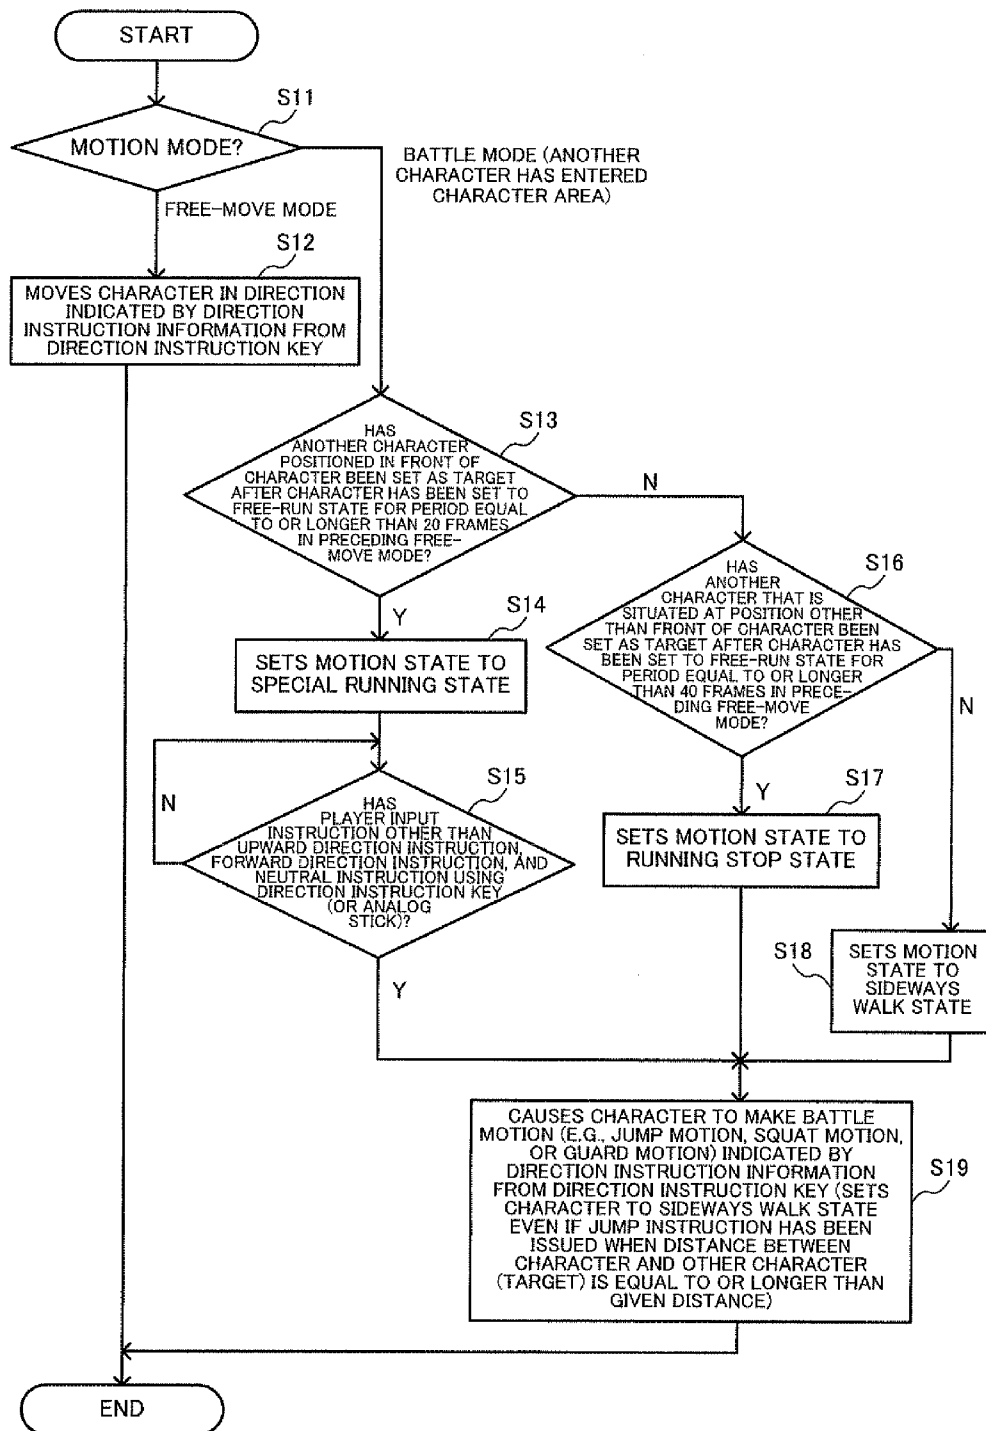 START
S11
MOTION MODE?
BATTLE MODE (ANOTHER
CHARACTER HAS ENTERED
CHARACTER AREA)
FREE-MOVE MODE
S12
MOVES CHARACTER IN DIRECTION
INDICATED BY DIRECTION
INSTRUCTION INFORMATION FROM
DIRECTION INSTRUCTION KEY
S13
HAS
ANOTHER CHARACTER
POSITIONED IN FRONT OF
CHARACTER BEEN SET AS TARGET
AFTER CHARACTER HAS BEEN SET TO
FREE-RUN STATE FOR PERIOD EQUAL
TO OR LONGER THAN 20 FRAMES
IN PRECEDING FREE-
MOVE MODE?
N
Y
S14
SETS MOTION STATE TO
SPECIAL RUNNING STATE
S16
HAS
ANOTHER
CHARACTER THAT IS
SITUATED AT POSITION OTHER
THAN FRONT OF CHARACTER BEEN
SET AS TARGET AFTER CHARACTER HAS
BEEN SET TO FREE-RUN STATE FOR
PERIOD EQUAL TO OR LONGER
THAN 40 FRAMES IN PRECE-
DING FREE-MOVE
MODE?
N
Y
S15
N
HAS
PLAYER INPUT
INSTRUCTION OTHER THAN
UPWARD DIRECTION INSTRUCTION,
FORWARD DIRECTION INSTRUCTION, AND
NEUTRAL INSTRUCTION USING
DIRECTION INSTRUCTION KEY
(OR ANALOG
STICK)?
Y
S17
SETS MOTION STATE TO
RUNNING STOP STATE
S18
SETS MOTION
STATE TO
SIDEWAYS
WALK STATE
CAUSES CHARACTER TO MAKE BATTLE
MOTION (E.G., JUMP MOTION, SQUAT MOTION,
OR GUARD MOTION) INDICATED BY
DIRECTION INSTRUCTION INFORMATION
FROM DIRECTION INSTRUCTION KEY (SETS
CHARACTER TO SIDEWAYS WALK STATE
EVEN IF JUMP INSTRUCTION HAS BEEN
ISSUED WHEN DISTANCE BETWEEN
CHARACTER AND OTHER CHARACTER
(TARGET) IS EQUAL TO OR LONGER THAN
GIVEN DISTANCE)
S19
END